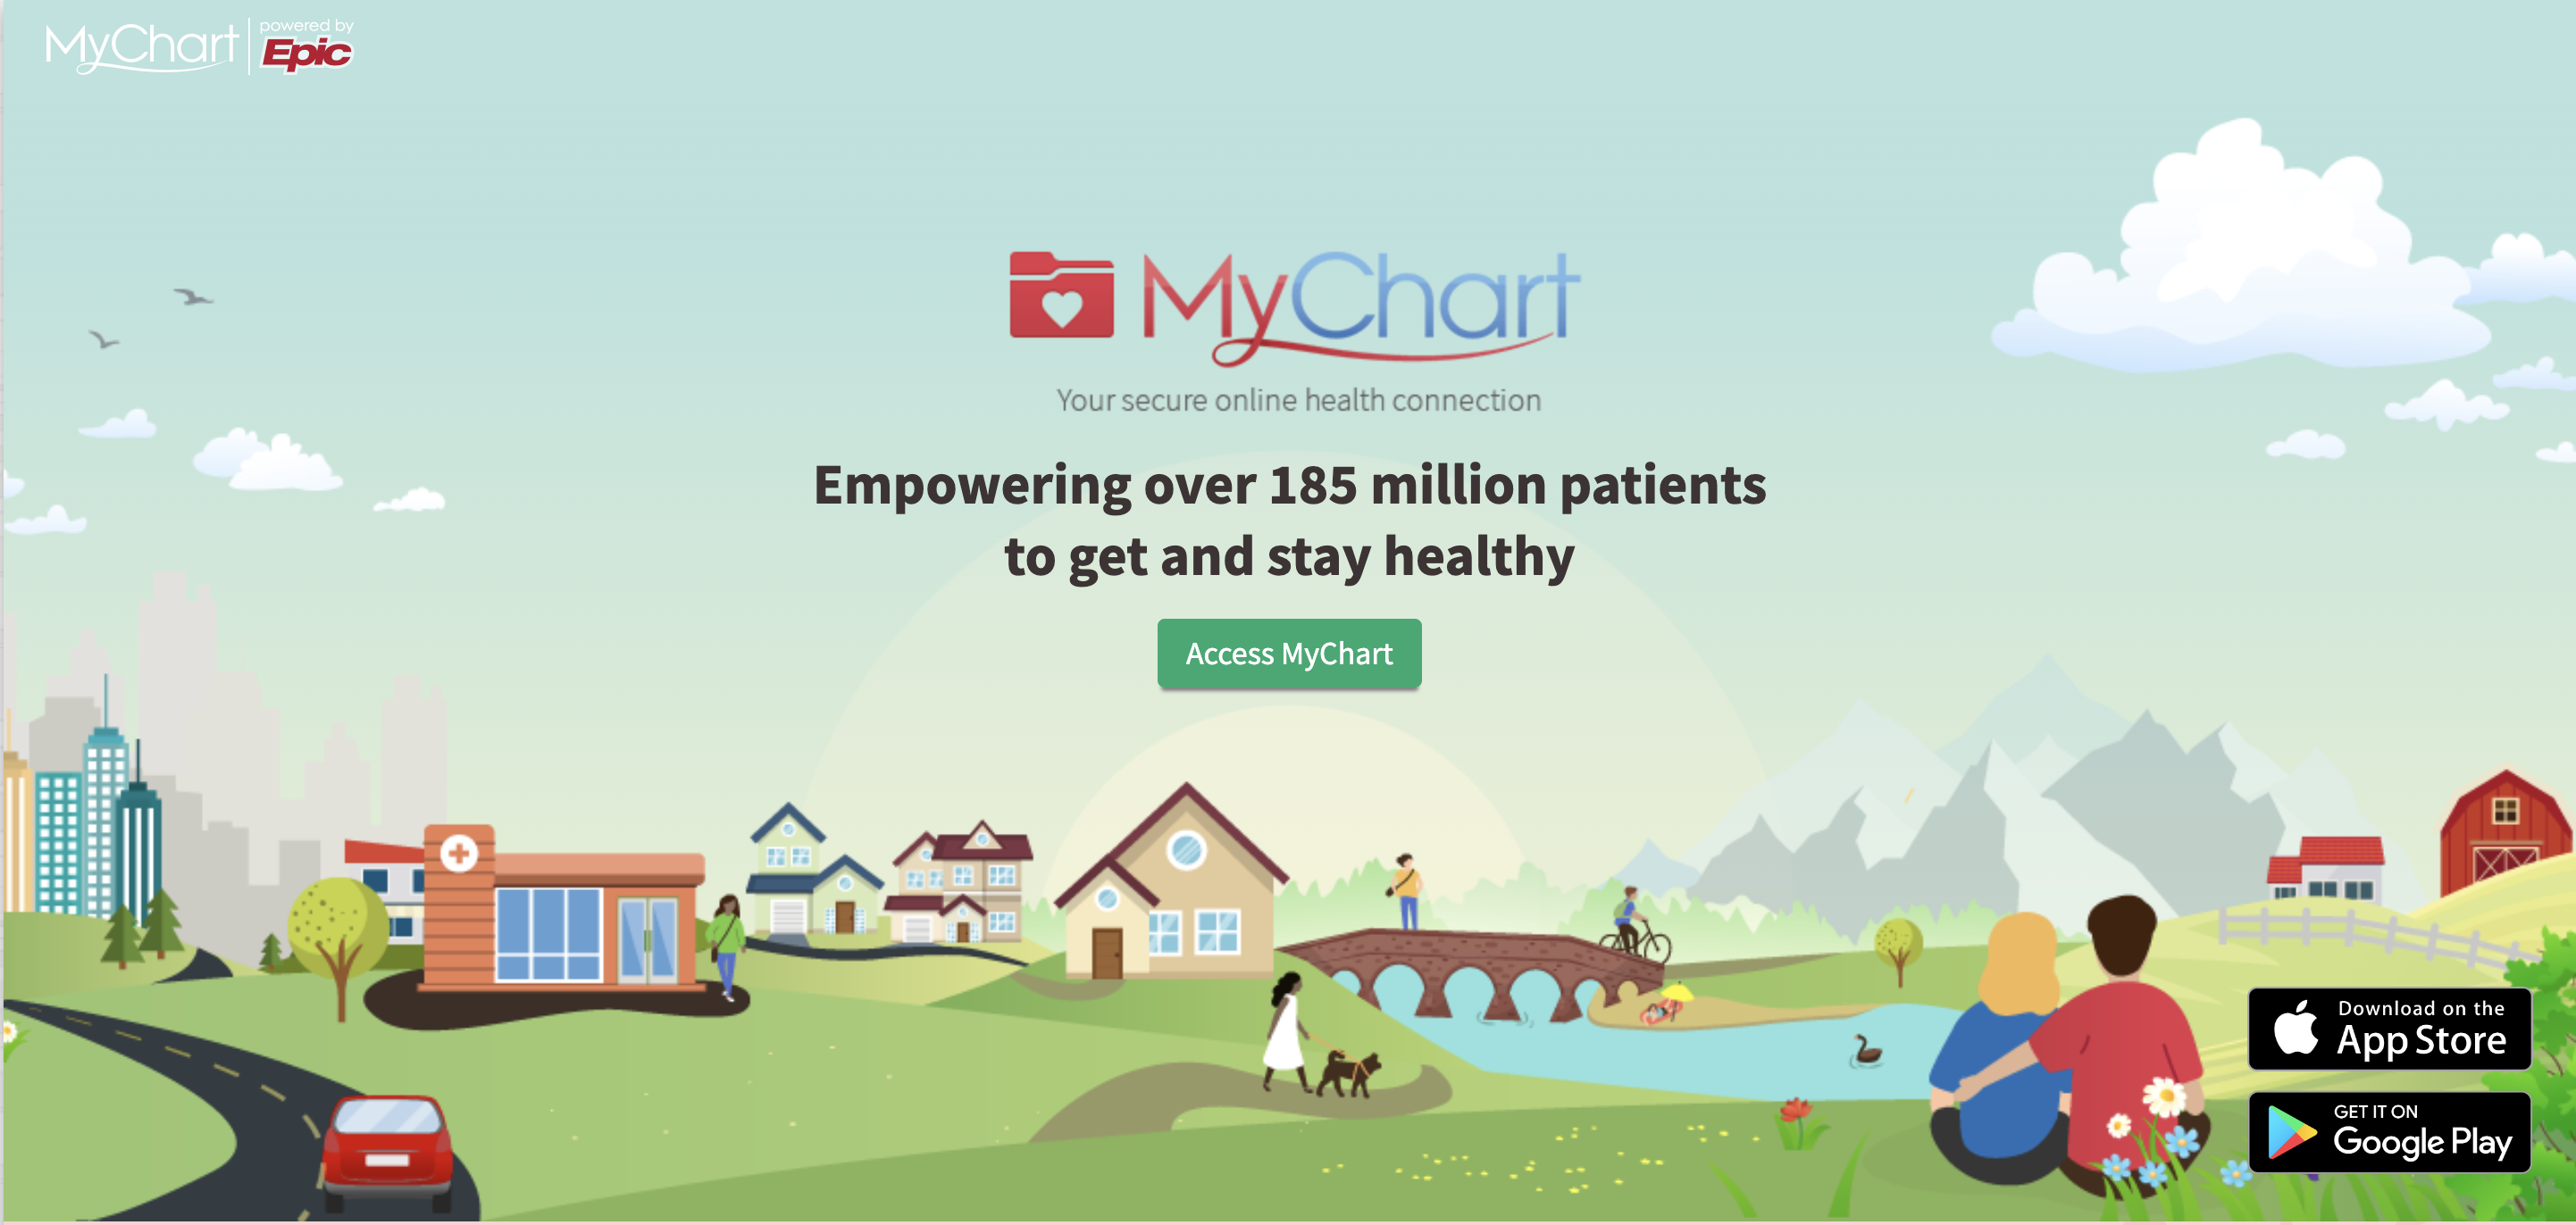 MyChart
powered by
Epic
MyChart
Your secure online health connection
Empowering over 185 million patients
to get and stay healthy
Access MyChart
Download on the
App Store
GET IT ON
Google Play